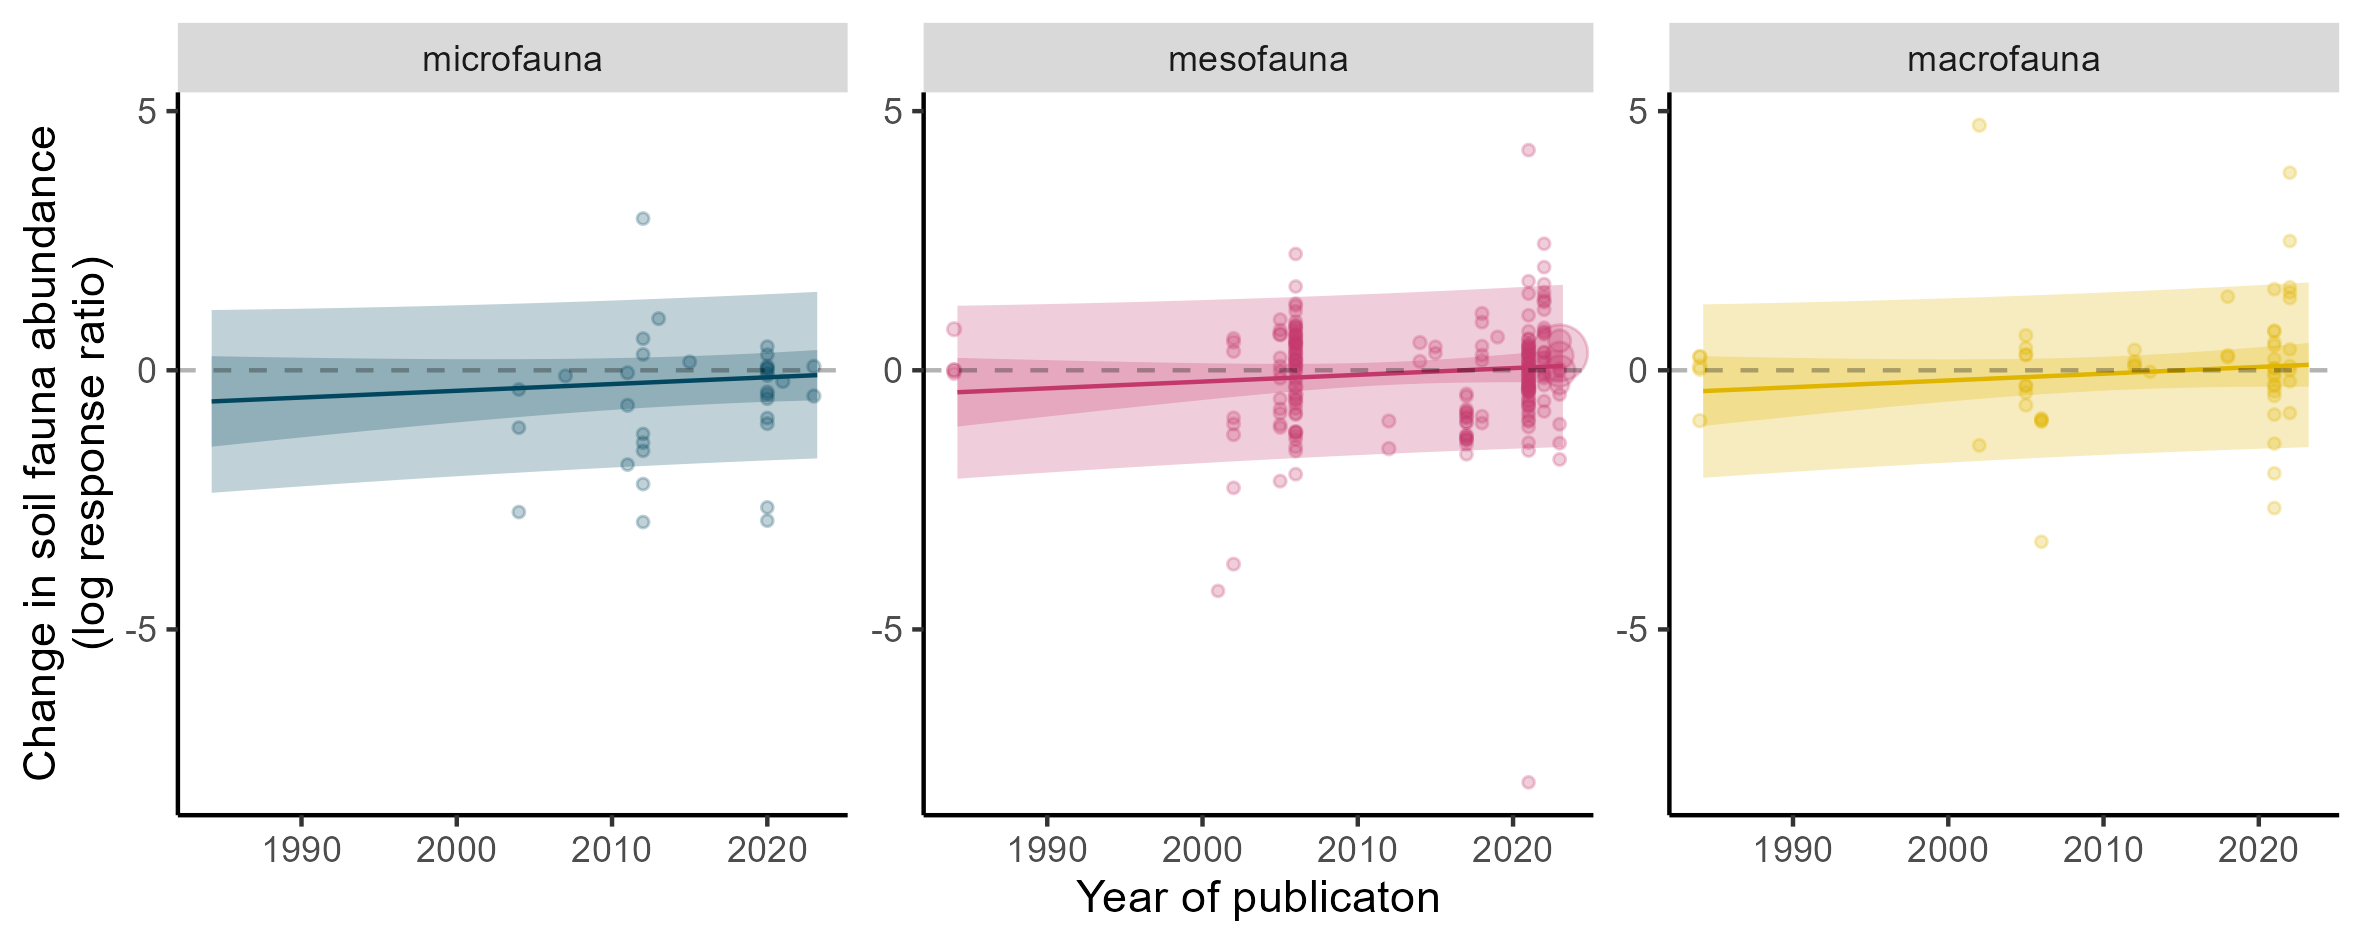 microfauna
mesofauna
macrofauna
Change in soil fauna abundance
(log response ratio)
5
0
-5
5
0
-5
5
0
-5
1990 2000 2010 2020
1990 2000 2010 2020
1990 2000 2010 2020
Year of publicaton